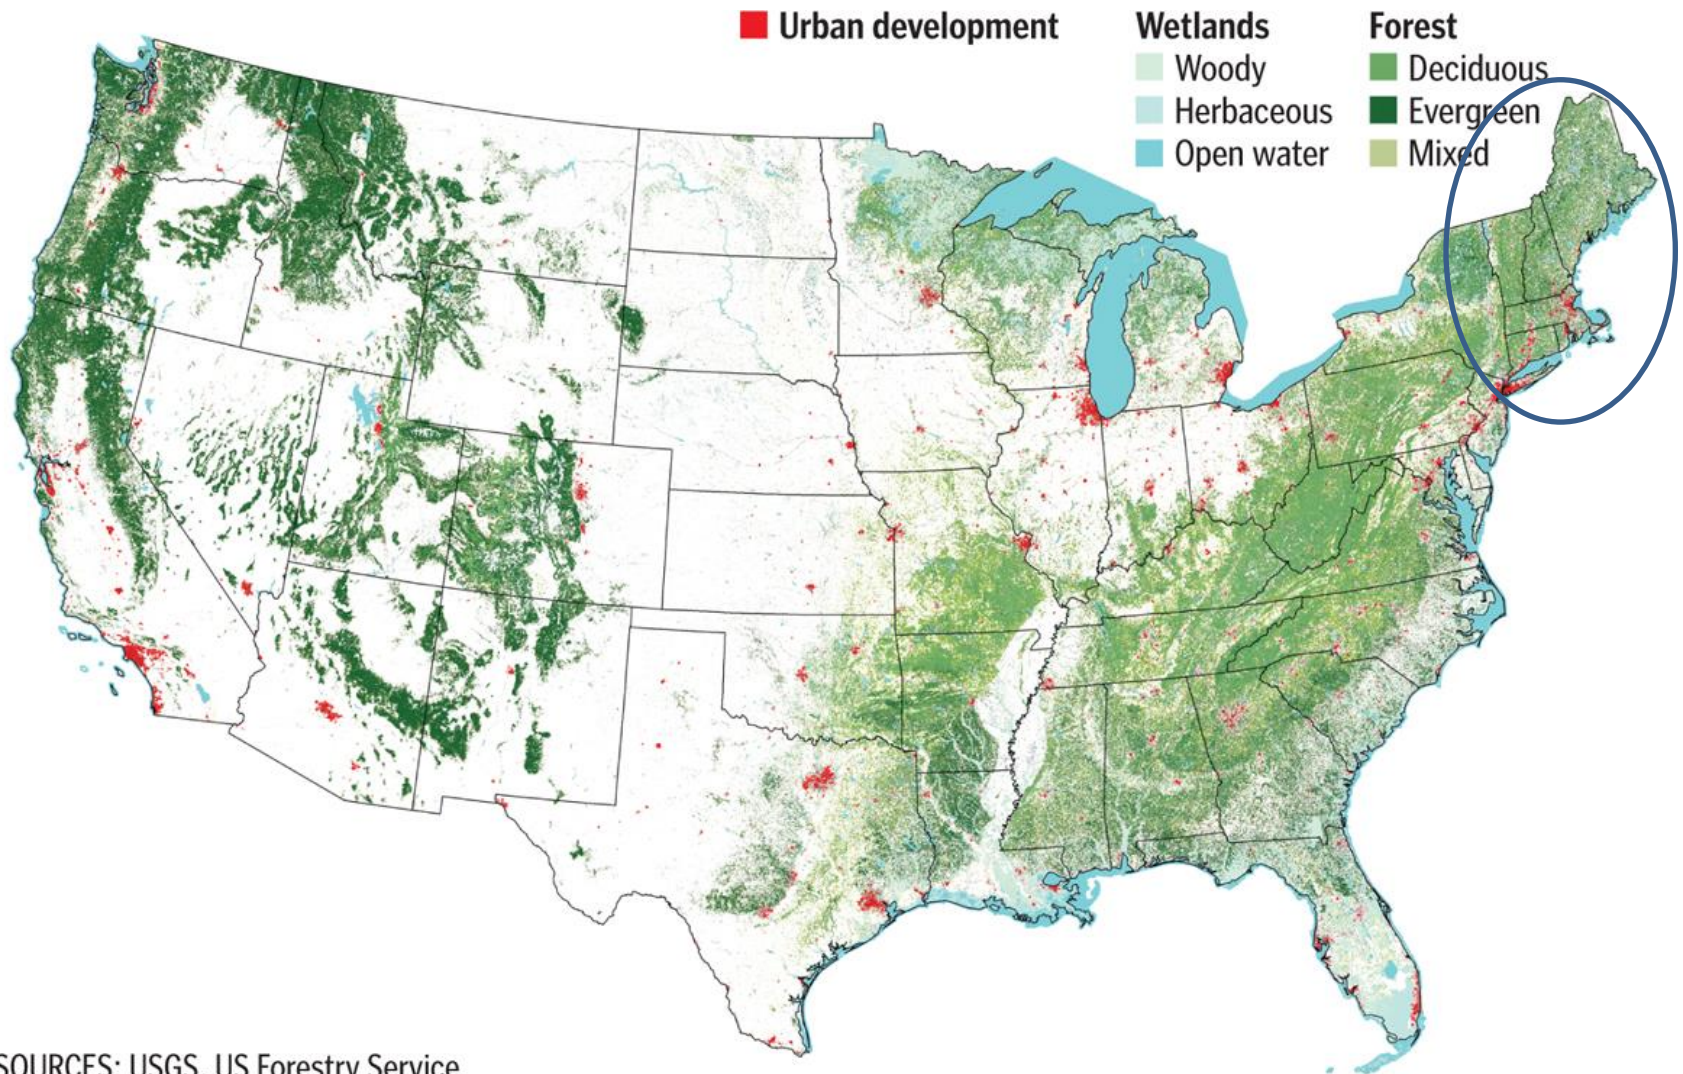 Urban development
Wetlands
Woody
Herbaceous
Open water
Forest
Deciduous
Evergreen
Mixed
SOURCES: USGS, US Forestry Service